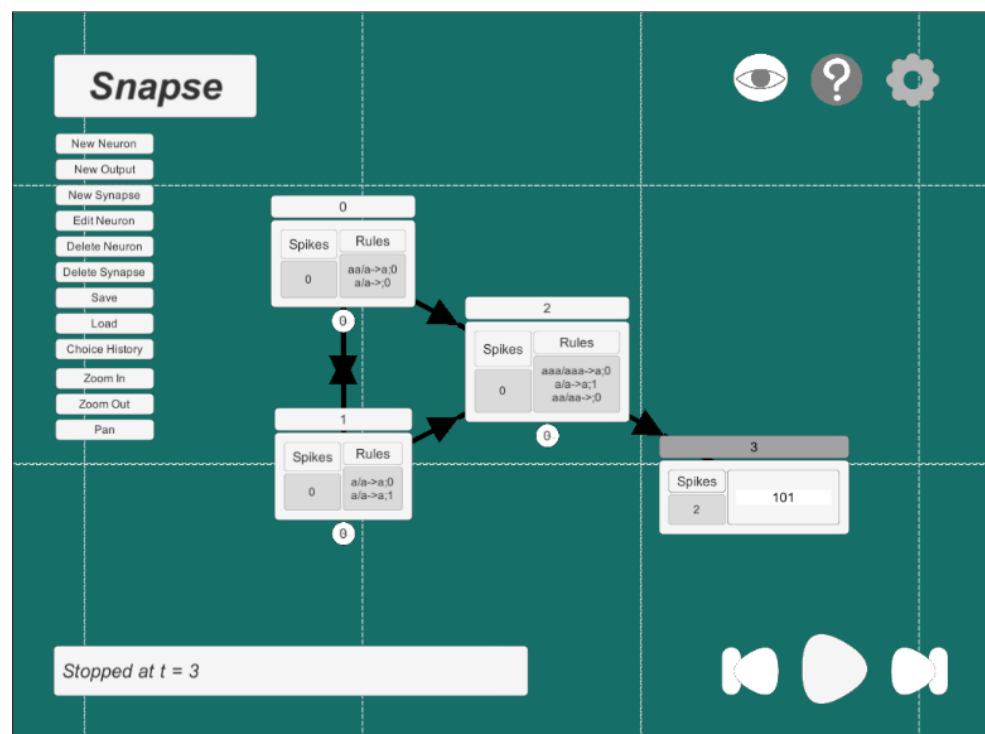 Snapse
New Neuron
New Output
New Synapse
Edit Neuron
Delete Neuron
Delete Synapse
Save
Load
Choice History
Zoom In
Zoom Out
Pan
?
0
Spikes
Rules
0
aa/a->a;0
a/a->;0
0
1
Spikes
Rules
0
a/a->a;0
a/a->a;1
0
2
Spikes
Rules
0
aaa/aaa->a;0
a/a->a;1
aa/aa->;0
0
3
Spikes
2
101
Stopped at t = 3